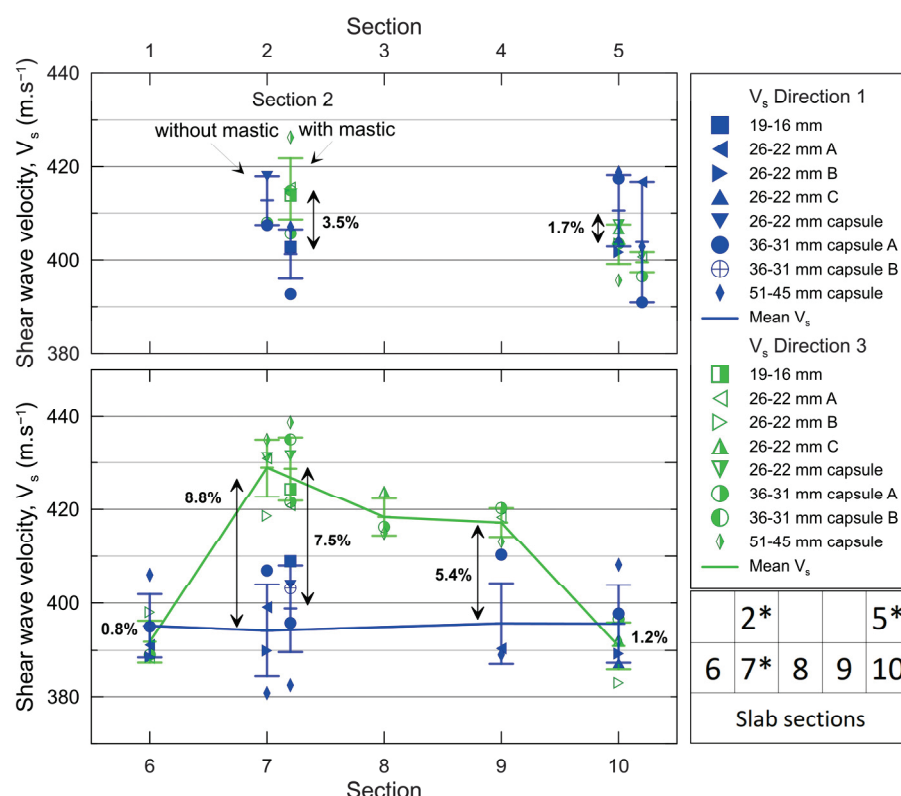 Section
1 2 3 4 5
Shear wave velocity, Vₛ (m.s⁻¹)
440
420
400
380
Section 2
without mastic
with mastic
3.5%
1.7%
Shear wave velocity, Vₛ (m.s⁻¹)
440
420
400
380
8.8%
7.5%
5.4%
0.8%
1.2%
6 7 8 9 10
Section
Vₛ Direction 1
19-16 mm
26-22 mm A
26-22 mm B
26-22 mm C
26-22 mm capsule
36-31 mm capsule A
36-31 mm capsule B
51-45 mm capsule
Mean Vₛ
Vₛ Direction 3
19-16 mm
26-22 mm A
26-22 mm B
26-22 mm C
26-22 mm capsule
36-31 mm capsule A
36-31 mm capsule B
51-45 mm capsule
Mean Vₛ
2* 5*
6 7* 8 9 10
Slab sections